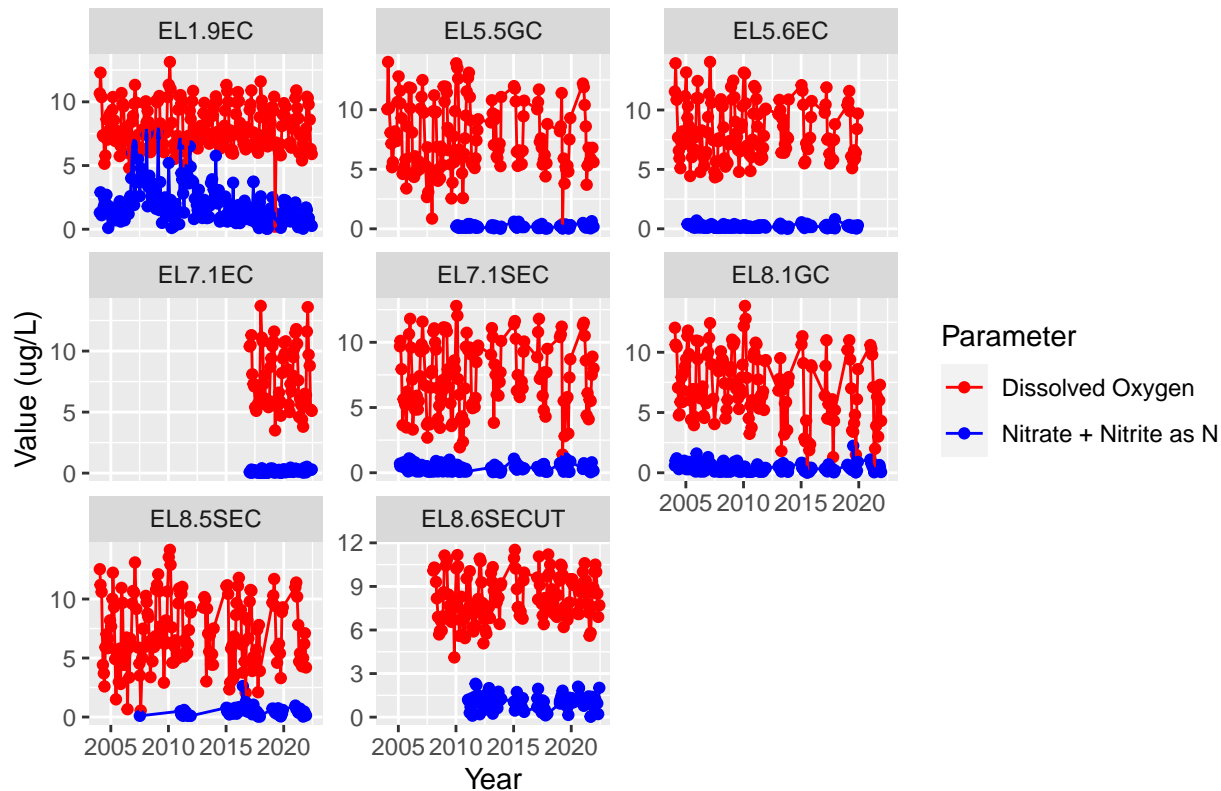 EL1.9EC EL5.5GC EL5.6EC
10
5
0
10
5
0
10
5
0
EL7.1EC EL7.1SEC EL8.1GC
10
5
0
10
5
0
10
5
0
2005 2010 2015 2020
EL8.5SEC EL8.6SECUT
10
5
0
12
9
6
3
0
2005 2010 2015 2020 2005 2010 2015 2020
Year
Value (ug/L)
Parameter
Dissolved Oxygen
Nitrate + Nitrite as N